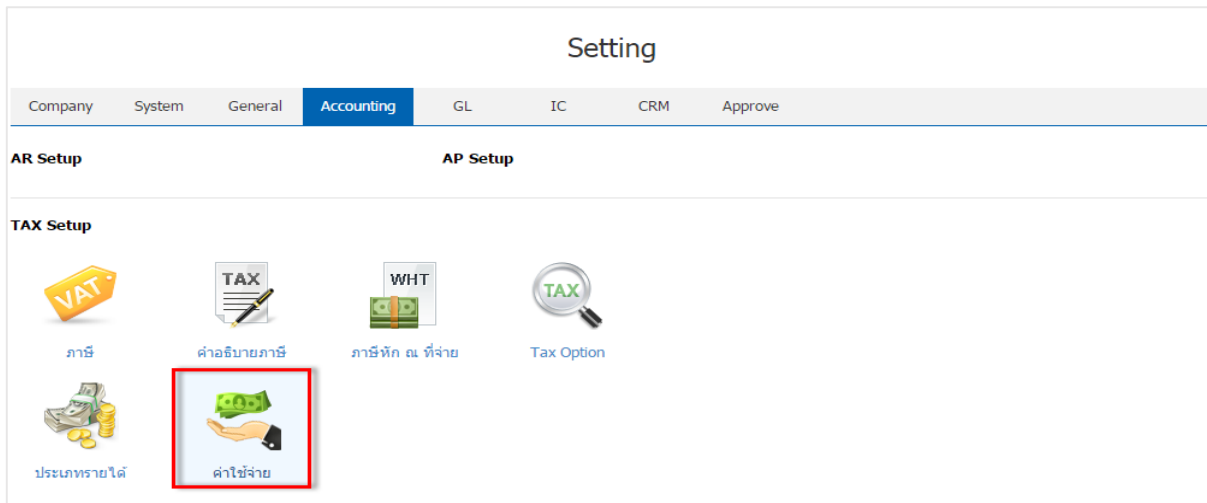 Setting
Company System General Accounting GL IC CRM Approve
AR Setup AP Setup
TAX Setup
VAT TAX WHT TAX
ภาษี คำอธิบายภาษี ภาษีหัก ณ ที่จ่าย Tax Option
ประเภทรายได้ ค่าใช้จ่าย